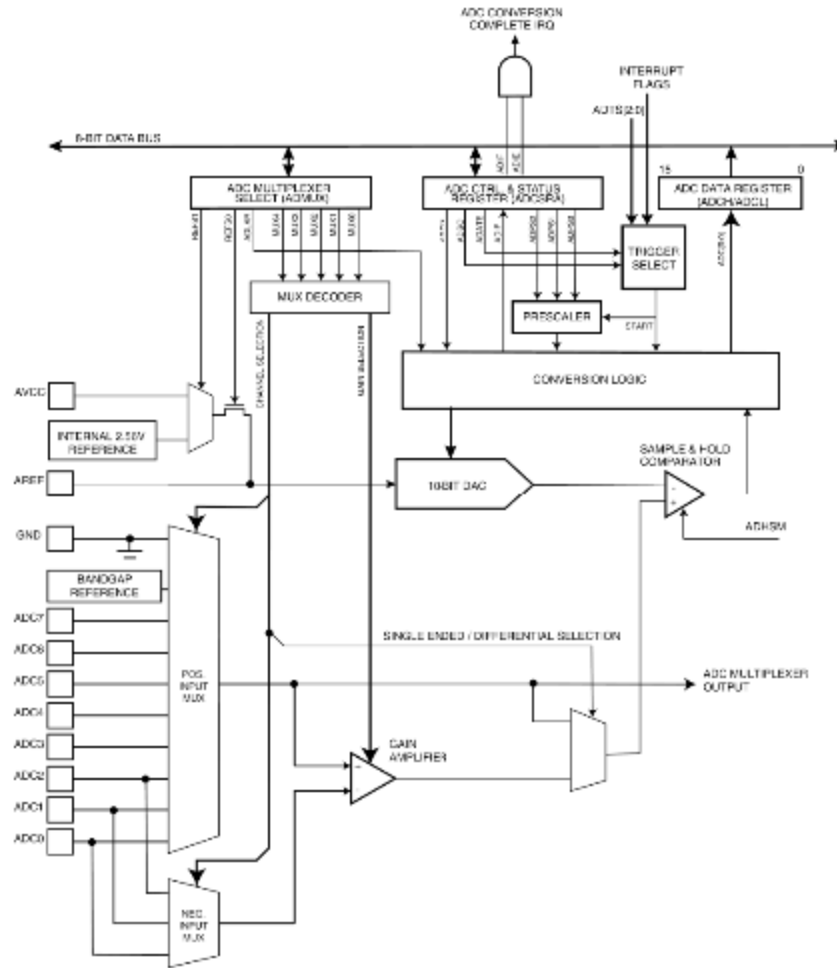 ADC CONVERSION
COMPLETE IRQ
INTERRUPT
FLAGS
ADTS[2:0]
8-BIT DATA BUS
ADIF
ADIE
15
0
ADC MULTIPLEXER
SELECT (ADMUX)
ADC CTRL & STATUS
REGISTER (ADCSRA)
ADC DATA REGISTER
(ADCH/ADCL)
TRIGGER
SELECT
MUX DECODER
PRESCALER
START
CHANNEL SELECTION
CONVERSION LOGIC
AVCC
INTERNAL 2.56V
REFERENCE
SAMPLE & HOLD
COMPARATOR
AREF
10-BIT DAC
-
+
GND
ADHSM
BANDGAP
REFERENCE
ADC7
SINGLE ENDED / DIFFERENTIAL SELECTION
ADC6
ADC5
POS.
INPUT
MUX
ADC MULTIPLEXER
OUTPUT
ADC4
ADC3
GAIN
AMPLIFIER
ADC2
ADC1
ADC0
NEG.
INPUT
MUX